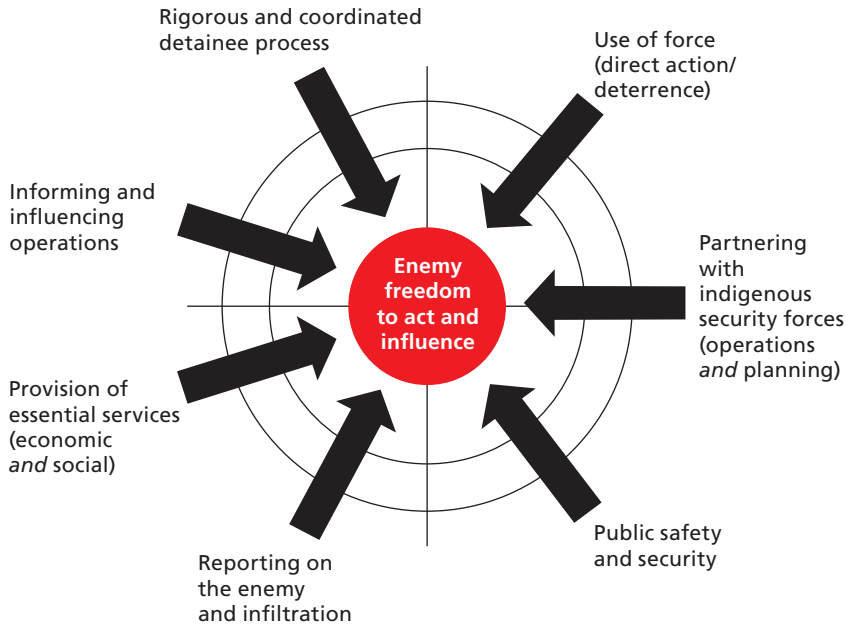 Rigorous and coordinated
detainee process
Use of force
(direct action/
deterrence)
Informing and
influencing
operations
Enemy
freedom
to act and
influence
Partnering
with
indigenous
security forces
(operations
and planning)
Provision of
essential services
(economic
and social)
Public safety
and security
Reporting on
the enemy
and infiltration